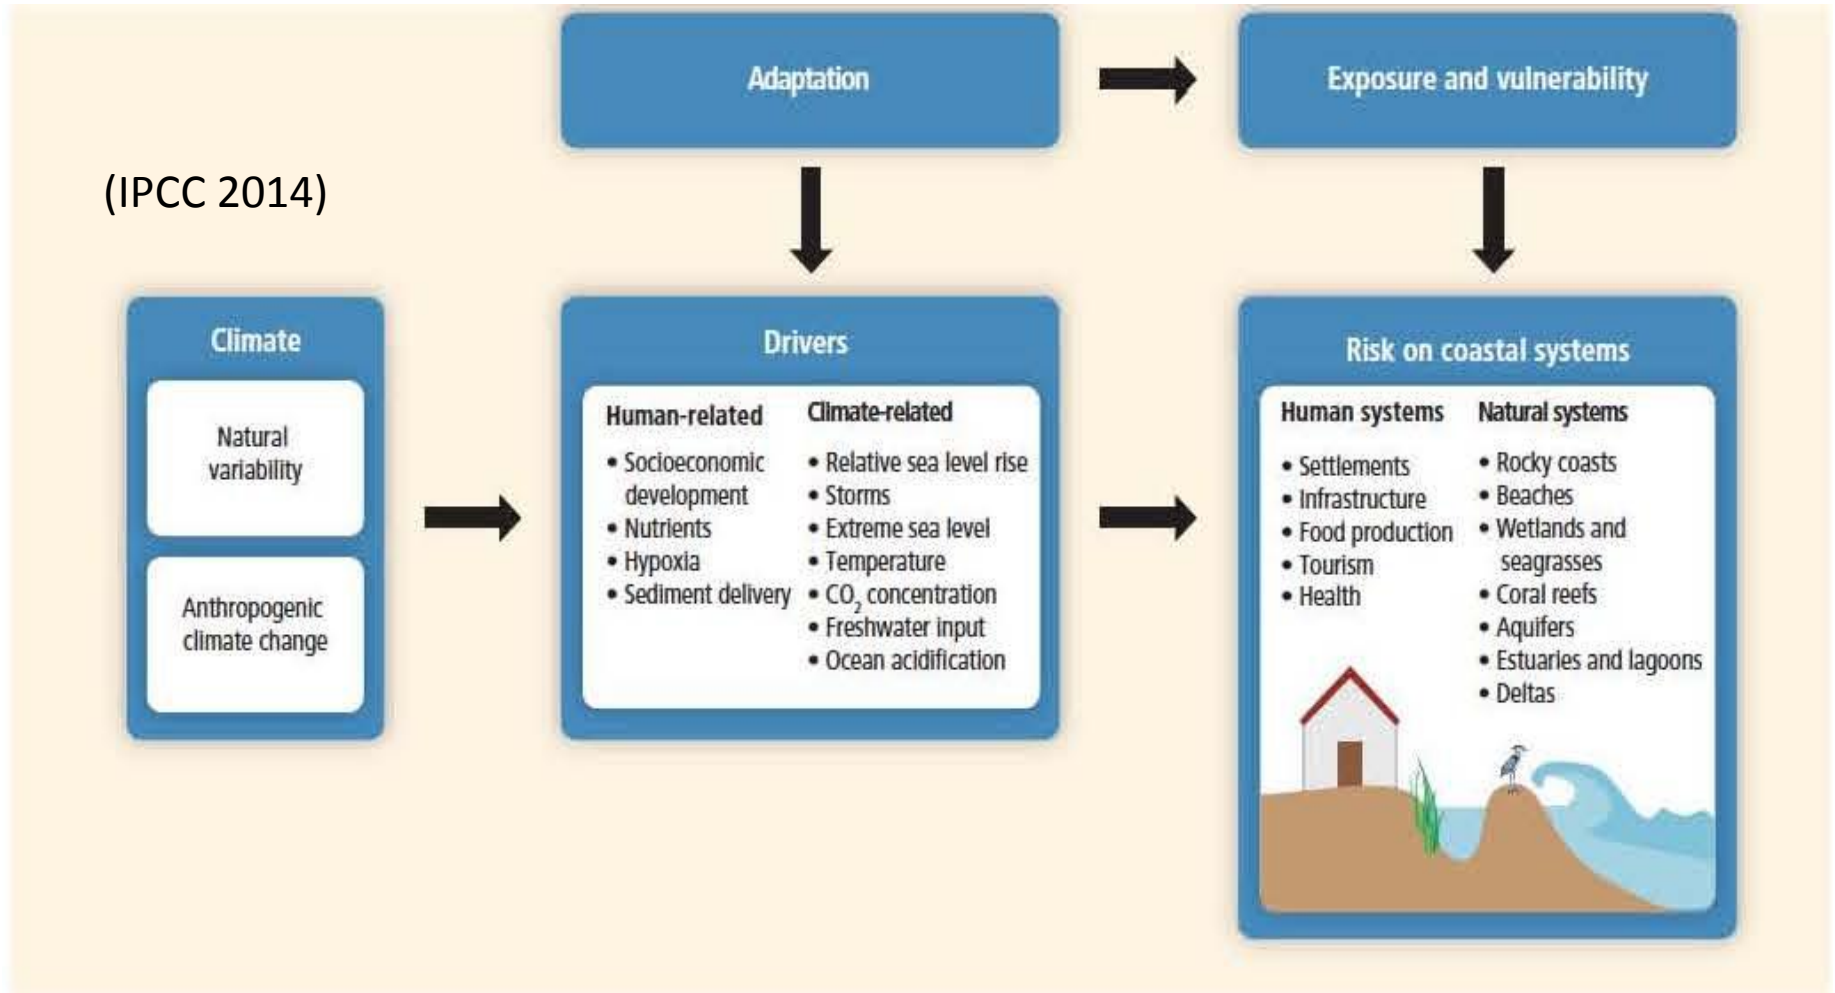 Adaptation
Exposure and vulnerability
(IPCC 2014)
Climate
Natural
variability
Anthropogenic
climate change
Drivers
Human-related
• Socioeconomic
development
• Nutrients
• Hypoxia
• Sediment delivery
Climate-related
• Relative sea level rise
• Storms
• Extreme sea level
• Temperature
• CO₂ concentration
• Freshwater input
• Ocean acidification
Risk on coastal systems
Human systems
• Settlements
• Infrastructure
• Food production
• Tourism
• Health
Natural systems
• Rocky coasts
• Beaches
• Wetlands and
seagrasses
• Coral reefs
• Aquifers
• Estuaries and lagoons
• Deltas